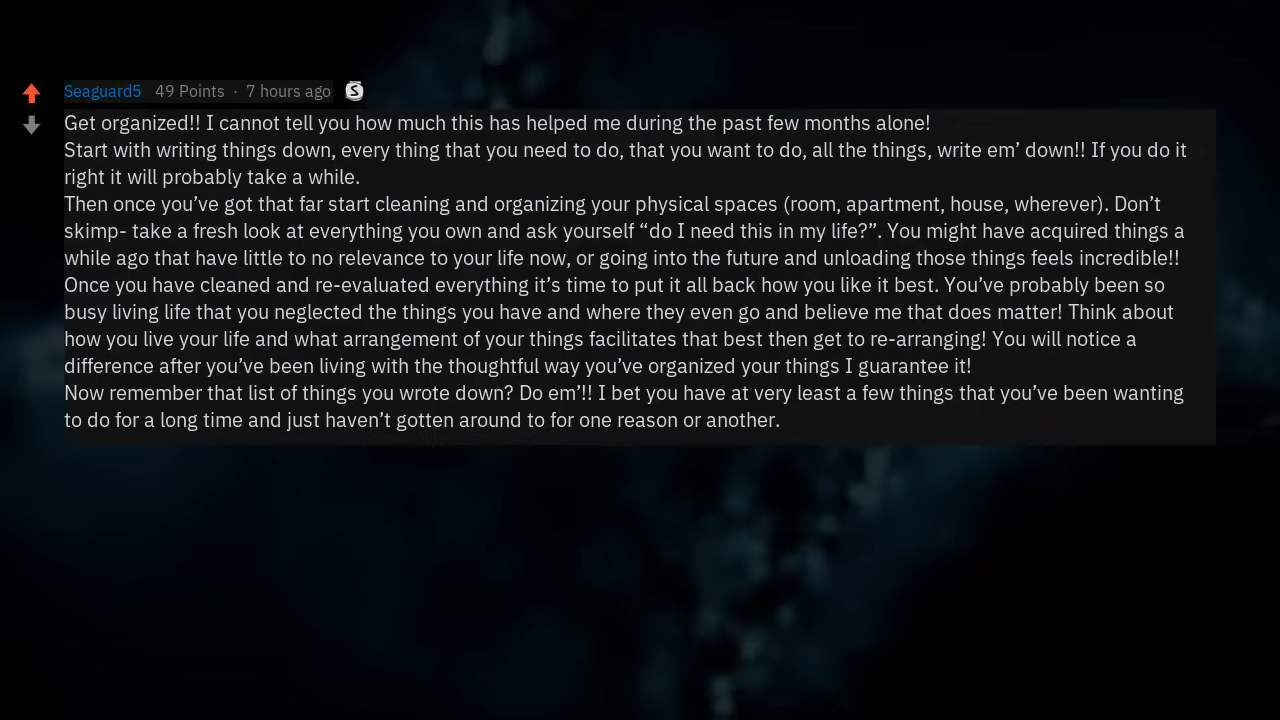 Seaguard5 49 Points · 7 hours ago S
Get organized!! I cannot tell you how much this has helped me during the past few months alone!
Start with writing things down, every thing that you need to do, that you want to do, all the things, write em’ down!! If you do it
right it will probably take a while.
Then once you’ve got that far start cleaning and organizing your physical spaces (room, apartment, house, wherever). Don’t
skimp- take a fresh look at everything you own and ask yourself “do I need this in my life?”. You might have acquired things a
while ago that have little to no relevance to your life now, or going into the future and unloading those things feels incredible!!
Once you have cleaned and re-evaluated everything it’s time to put it all back how you like it best. You’ve probably been so
busy living life that you neglected the things you have and where they even go and believe me that does matter! Think about
how you live your life and what arrangement of your things facilitates that best then get to re-arranging! You will notice a
difference after you’ve been living with the thoughtful way you’ve organized your things I guarantee it!
Now remember that list of things you wrote down? Do em’!! I bet you have at very least a few things that you’ve been wanting
to do for a long time and just haven’t gotten around to for one reason or another.